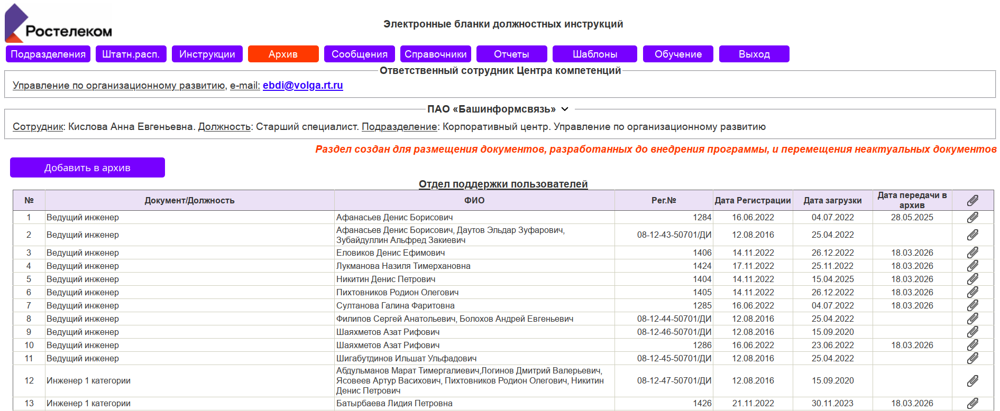 Ростелеком
Электронные бланки должностных инструкций
Подразделения Штатн.расп. Инструкции Архив Сообщения Справочники Отчеты Шаблоны Обучение Выход
Ответственный сотрудник Центра компетенций
Управление по организационному развитию, e-mail: ebdi@volga.rt.ru
ПАО «Башинформсвязь»
Сотрудник: Кислова Анна Евгеньевна. Должность: Старший специалист. Подразделение: Корпоративный центр. Управление по организационному развитию
Раздел создан для размещения документов, разработанных до внедрения программы, и перемещения неактуальных документов
Добавить в архив
Отдел поддержки пользователей
№ Документ/Должность ФИО Рег.№ Дата Регистрации Дата загрузки Дата передачи в
архив
1 Ведущий инженер Афанасьев Денис Борисович 1284 16.06.2022 04.07.2022 28.05.2025
2 Ведущий инженер Афанасьев Денис Борисович, Даутов Эльдар Зуфарович,
Зубайдуллин Альфред Закиевич 08-12-43-50701/ДИ 12.08.2016 25.04.2022
3 Ведущий инженер Еловиков Денис Ефимович 1406 14.11.2022 26.12.2022 18.03.2026
4 Ведущий инженер Лукманова Назиля Тимерхановна 1424 17.11.2022 25.11.2022 18.03.2026
5 Ведущий инженер Никитин Денис Петрович 1404 14.11.2022 15.04.2025 18.03.2026
6 Ведущий инженер Пихтовников Родион Олегович 1405 14.11.2022 26.12.2022 18.03.2026
7 Ведущий инженер Султанова Галина Фаритовна 1285 16.06.2022 04.07.2022 18.03.2026
8 Ведущий инженер Филипов Сергей Анатольевич, Болохов Андрей Евгеньевич 08-12-44-50701/ДИ 12.08.2016 25.04.2022
9 Ведущий инженер Шаяхметов Азат Рифович 08-12-46-50701/ДИ 12.08.2016 15.09.2020
10 Ведущий инженер Шаяхметов Азат Рифович 1286 16.06.2022 23.06.2022 18.03.2026
11 Ведущий инженер Шигабутдинов Ильшат Ульфадович 08-12-45-50701/ДИ 12.08.2016 25.04.2022
12 Инженер 1 категории Абдульманов Марат Тимергалиевич,Логинов Дмитрий Валерьевич,
Ясовеев Артур Васихович, Пихтовников Родион Олегович, Никитин
Денис Петрович 08-12-47-50701/ДИ 12.08.2016 15.09.2020
13 Инженер 1 категории Батырбаева Лидия Петровна 1426 21.11.2022 30.11.2023 18.03.2026